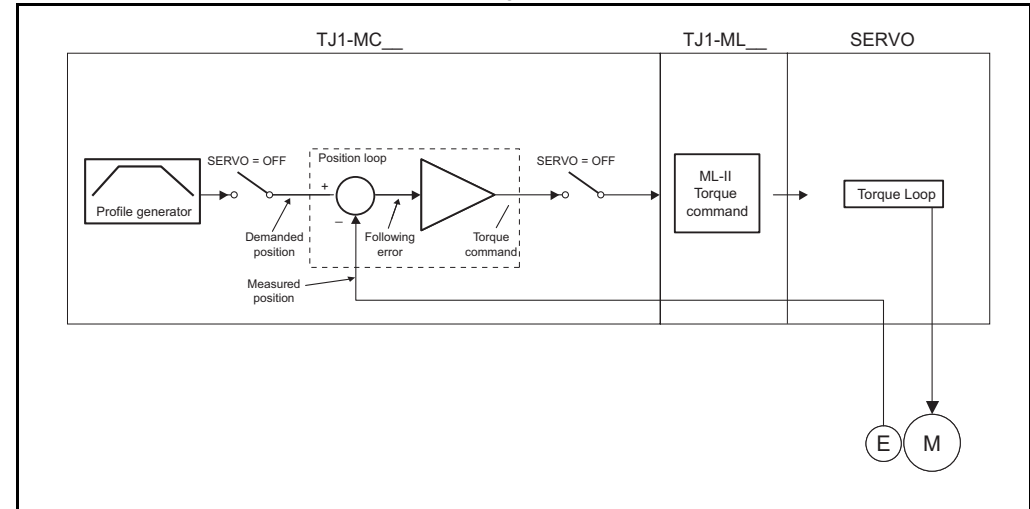 TJ1-MC__
TJ1-ML__
SERVO
SERVO = OFF
Position loop
SERVO = OFF
+
–
Profile generator
Demanded
position
Following
error
Torque
command
Measured
position
ML-II
Torque
command
Torque Loop
E
M